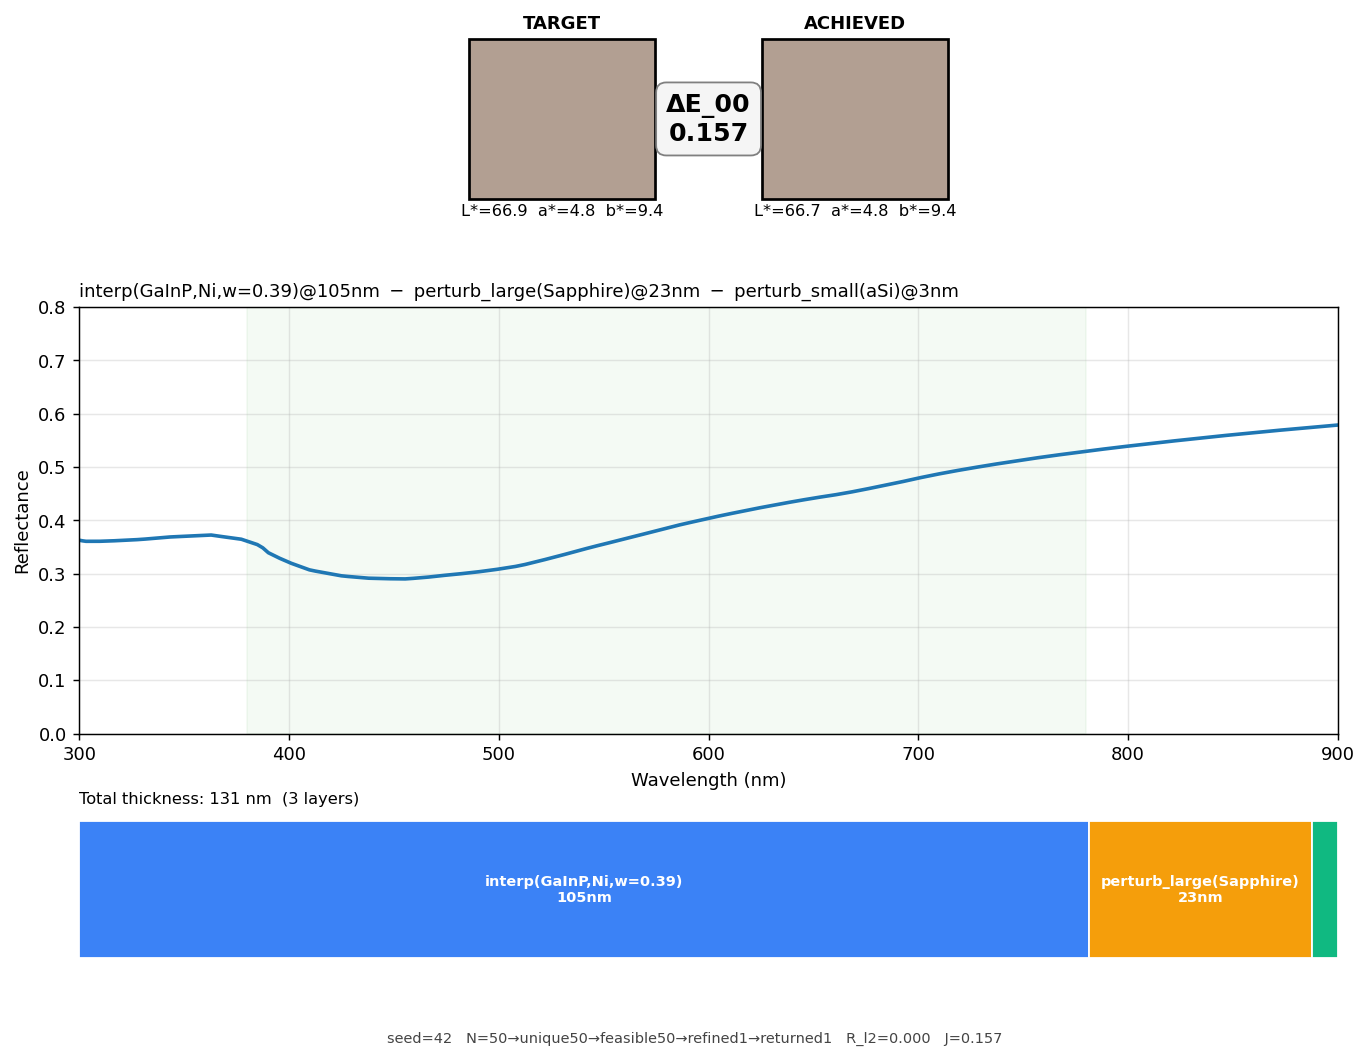 TARGET
ACHIEVED
ΔE_00
0.157
L*=66.9  a*=4.8  b*=9.4
L*=66.7  a*=4.8  b*=9.4
interp(GaInP,Ni,w=0.39)@105nm  −  perturb_large(Sapphire)@23nm  −  perturb_small(aSi)@3nm
0.8
0.7
0.6
0.5
0.4
0.3
0.2
0.1
0.0
Reflectance
300
400
500
600
700
800
900
Wavelength (nm)
Total thickness: 131 nm  (3 layers)
interp(GaInP,Ni,w=0.39)
105nm
perturb_large(Sapphire)
23nm
seed=42   N=50→unique50→feasible50→refined1→returned1   R_l2=0.000   J=0.157